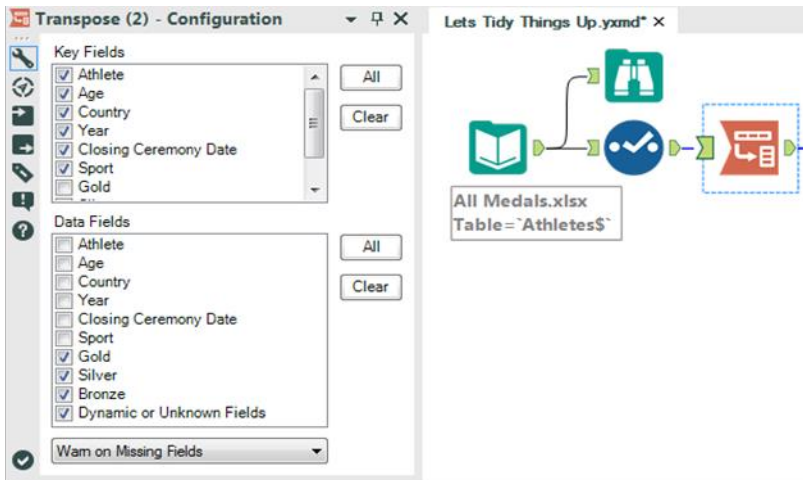 Transpose (2) - Configuration
Key Fields
Athlete
Age
Country
Year
Closing Ceremony Date
Sport
Gold
All
Clear
Data Fields
Athlete
Age
Country
Year
Closing Ceremony Date
Sport
Gold
Silver
Bronze
Dynamic or Unknown Fields
All
Clear
Warn on Missing Fields
Lets Tidy Things Up.yxmd*
All Medals.xlsx
Table=`Athletes$`